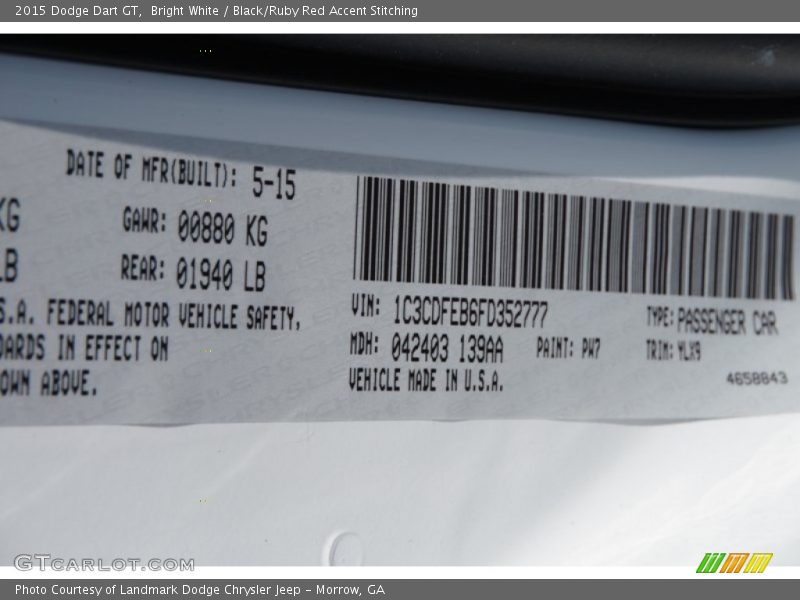 2015 Dodge Dart GT,  Bright White / Black/Ruby Red Accent Stitching
DATE OF MFR(BUILT): 5-15
KG GAWR: 00880 KG
LB REAR: 01940 LB
S.A. FEDERAL MOTOR VEHICLE SAFETY,
DARDS IN EFFECT ON
OWN ABOVE.
VIN: 1C3CDFEB6FD352777 TYPE: PASSENGER CAR
MDH: 042403 139AA PAINT: PW7 TRIM: YLX9
VEHICLE MADE IN U.S.A. 4658843
GTCARLOT.COM
Photo Courtesy of Landmark Dodge Chrysler Jeep - Morrow, GA